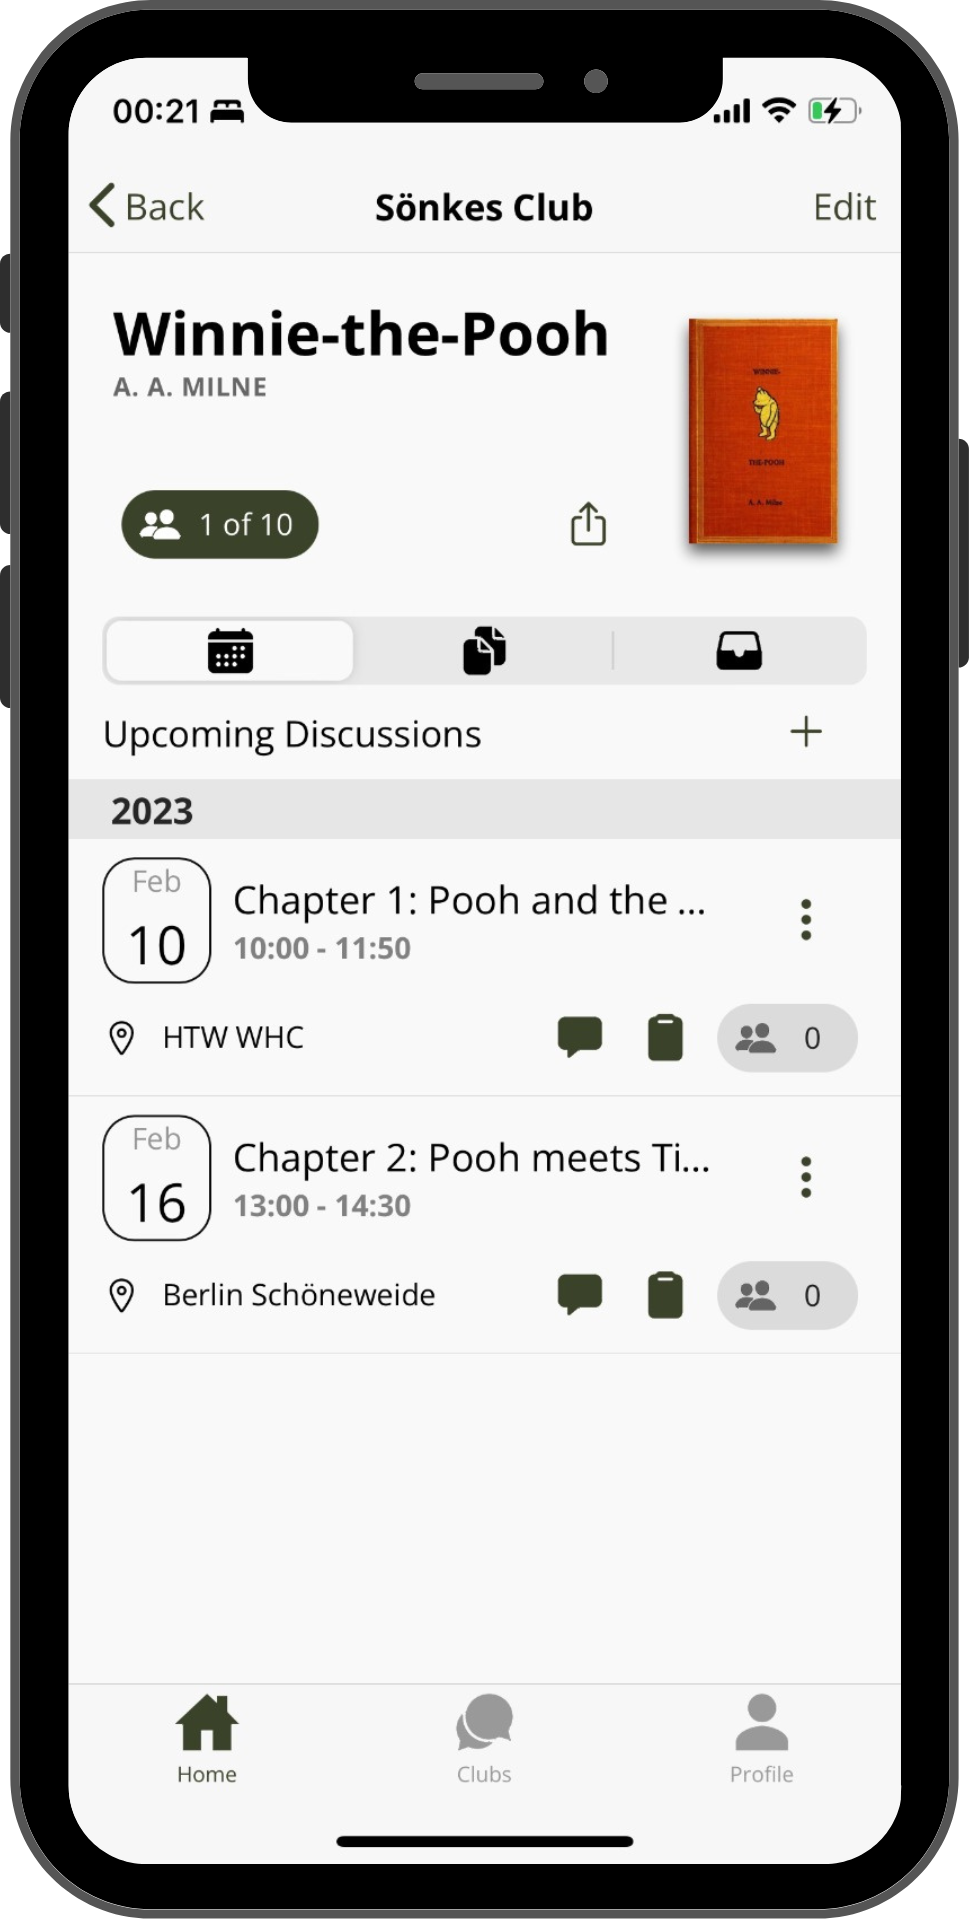 00:21
Back
Sönkes Club
Edit
Winnie-the-Pooh
A. A. MILNE
WINNIE-
THE-POOH
A. A. Milne
1 of 10
Upcoming Discussions
2023
Feb
10
Chapter 1: Pooh and the ...
10:00 - 11:50
HTW WHC
0
Feb
16
Chapter 2: Pooh meets Ti...
13:00 - 14:30
Berlin Schöneweide
0
Home
Clubs
Profile